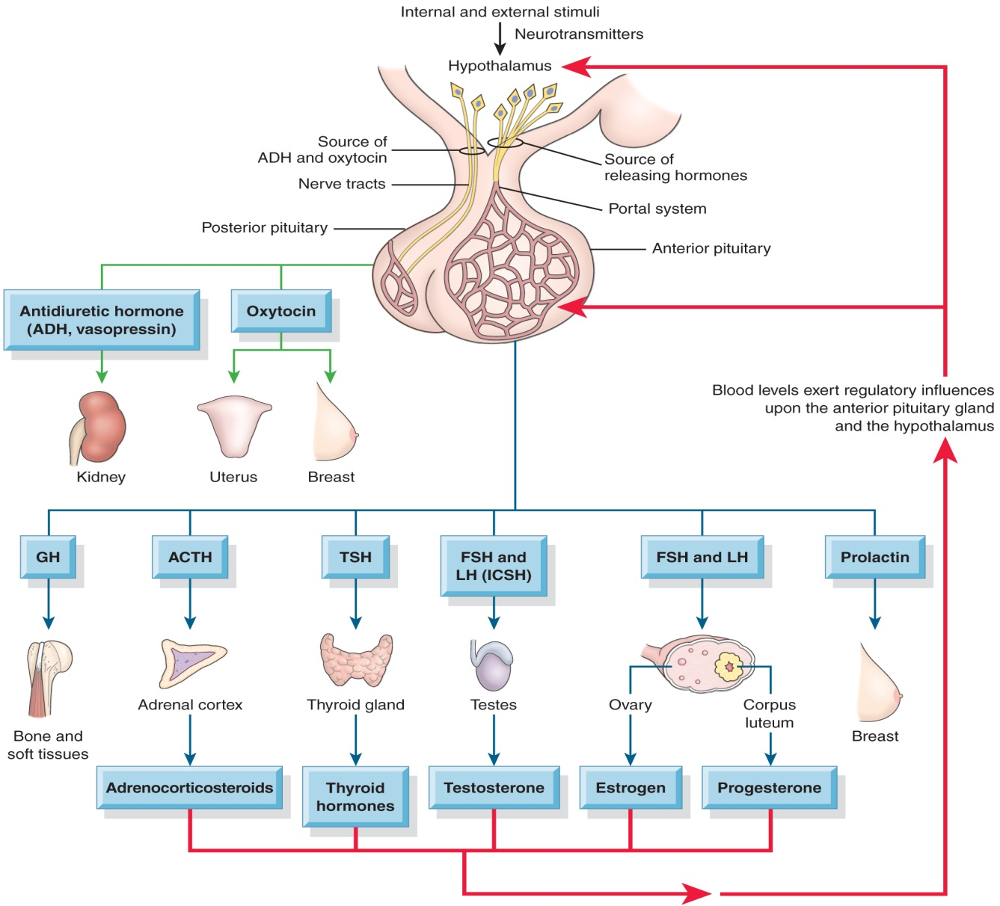 Internal and external stimuli
Neurotransmitters
Hypothalamus
Source of
ADH and oxytocin
Nerve tracts
Source of
releasing hormones
Portal system
Posterior pituitary
Anterior pituitary
Antidiuretic hormone
(ADH, vasopressin)
Oxytocin
Kidney
Uterus
Breast
Blood levels exert regulatory influences
upon the anterior pituitary gland
and the hypothalamus
GH
ACTH
TSH
FSH and
LH (ICSH)
FSH and LH
Prolactin
Bone and
soft tissues
Adrenal cortex
Thyroid gland
Testes
Ovary
Corpus
luteum
Breast
Adrenocorticosteroids
Thyroid
hormones
Testosterone
Estrogen
Progesterone